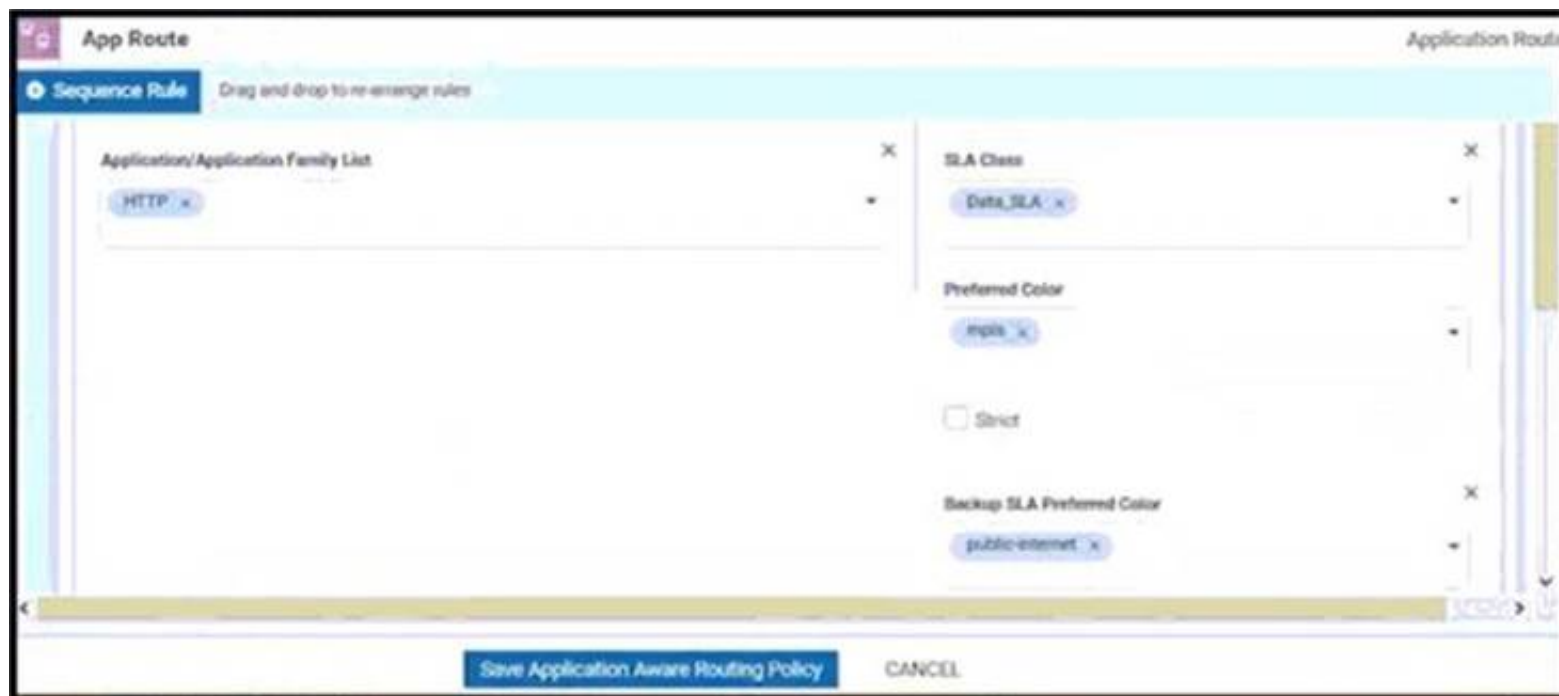 App Route
Application Route
Sequence Rule
Drag and drop to re-arrange rules
Application/Application Family List
HTTP ×
SLA Class
Data_SLA ×
Preferred Color
mpls ×
Strict
Backup SLA Preferred Color
public-internet ×
Save Application Aware Routing Policy
CANCEL